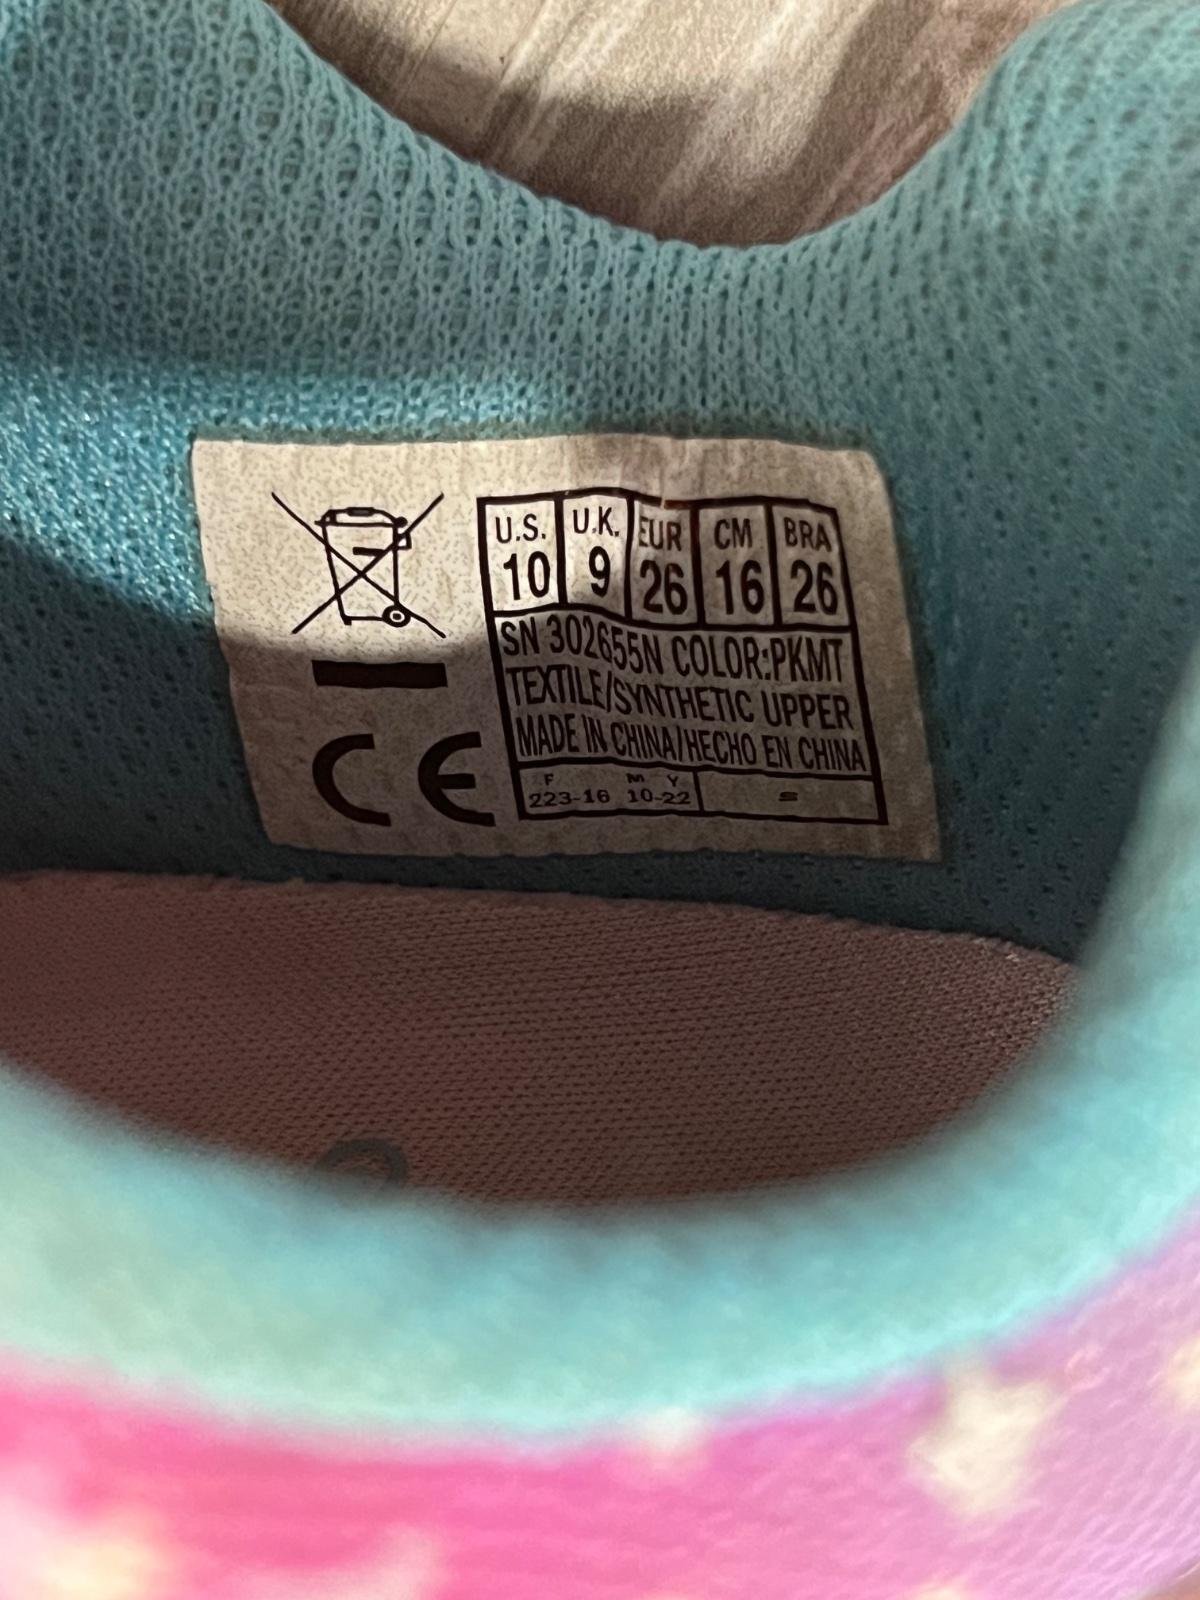 U.S. U.K. EUR CM BRA
10 9 26 16 26
SN 302655N COLOR:PKMT
TEXTILE/SYNTHETIC UPPER
MADE IN CHINA/HECHO EN CHINA
F M Y
223-16 10-22 S
CE